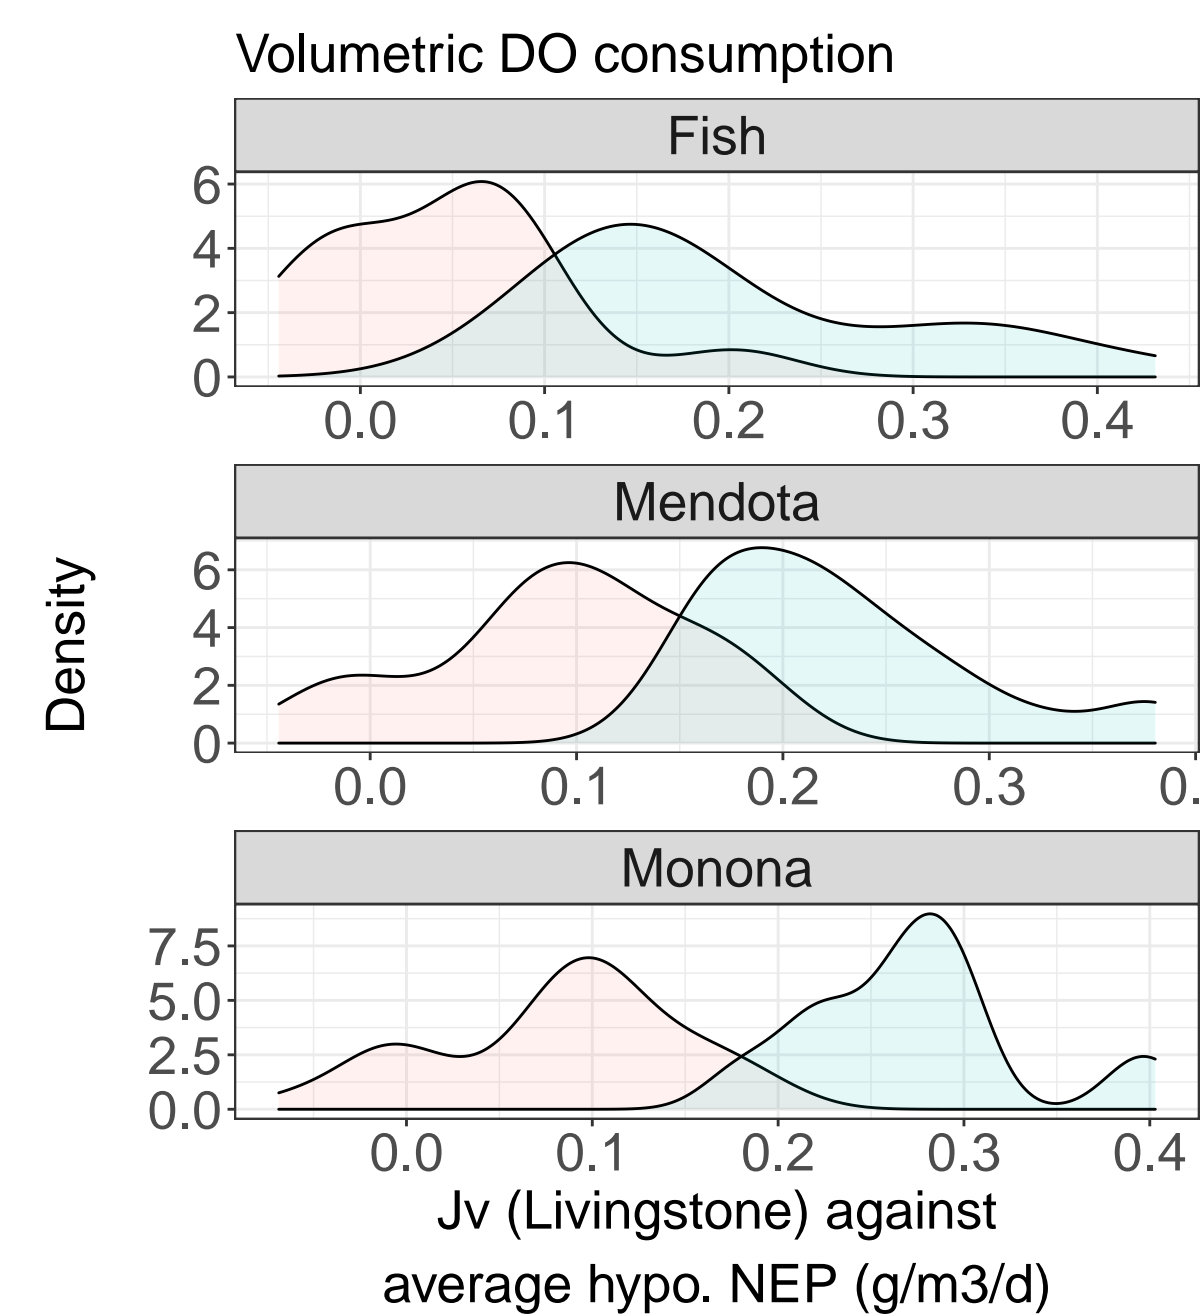 Volumetric DO consumption
Fish
6
4
2
0
0.0 0.1 0.2 0.3 0.4
Mendota
6
4
2
0
0.0 0.1 0.2 0.3 0.
Monona
7.5
5.0
2.5
0.0
0.0 0.1 0.2 0.3 0.4
Density
Jv (Livingstone) against
average hypo. NEP (g/m3/d)